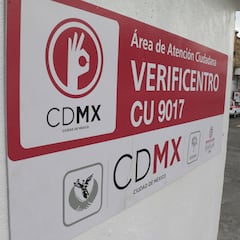 Área de Atención Ciudadana
VERIFICENTRO
CU 9017
CDMX
CIUDAD DE MÉXICO
CDMX
CIUDAD DE MÉXICO